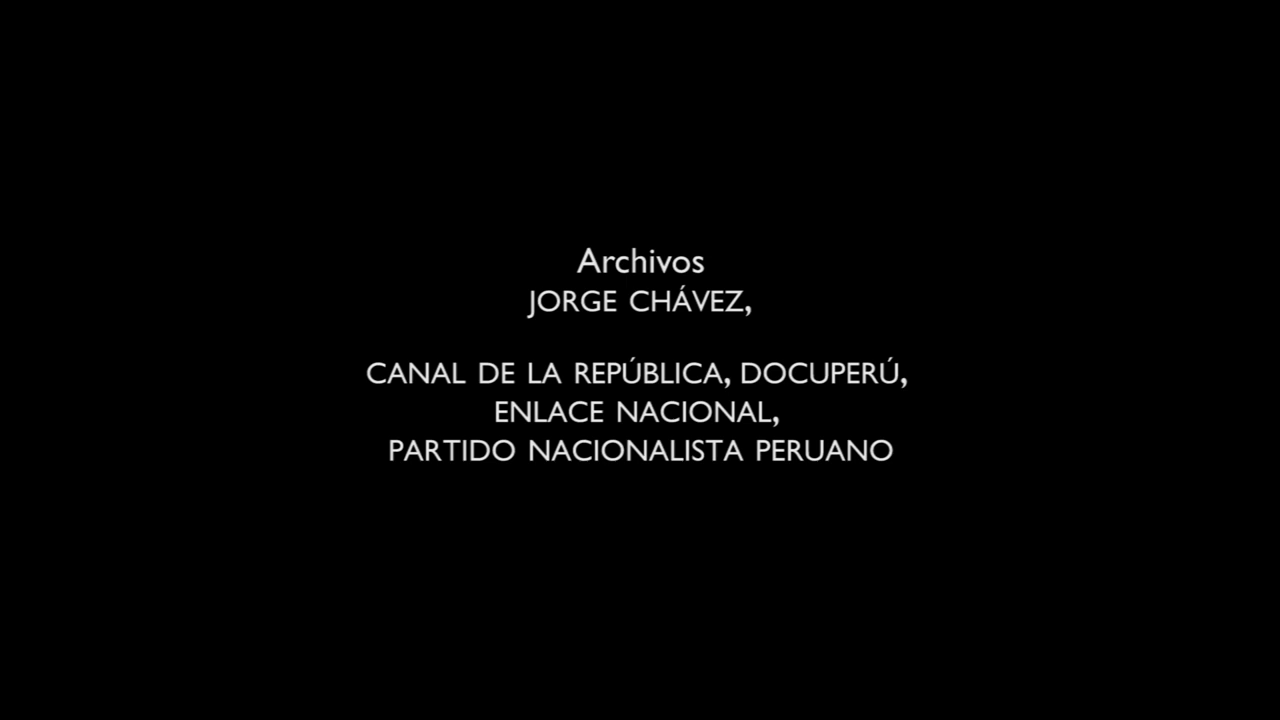 Archivos
JORGE CHÁVEZ,
CANAL DE LA REPÚBLICA, DOCUPERÚ,
ENLACE NACIONAL,
PARTIDO NACIONALISTA PERUANO